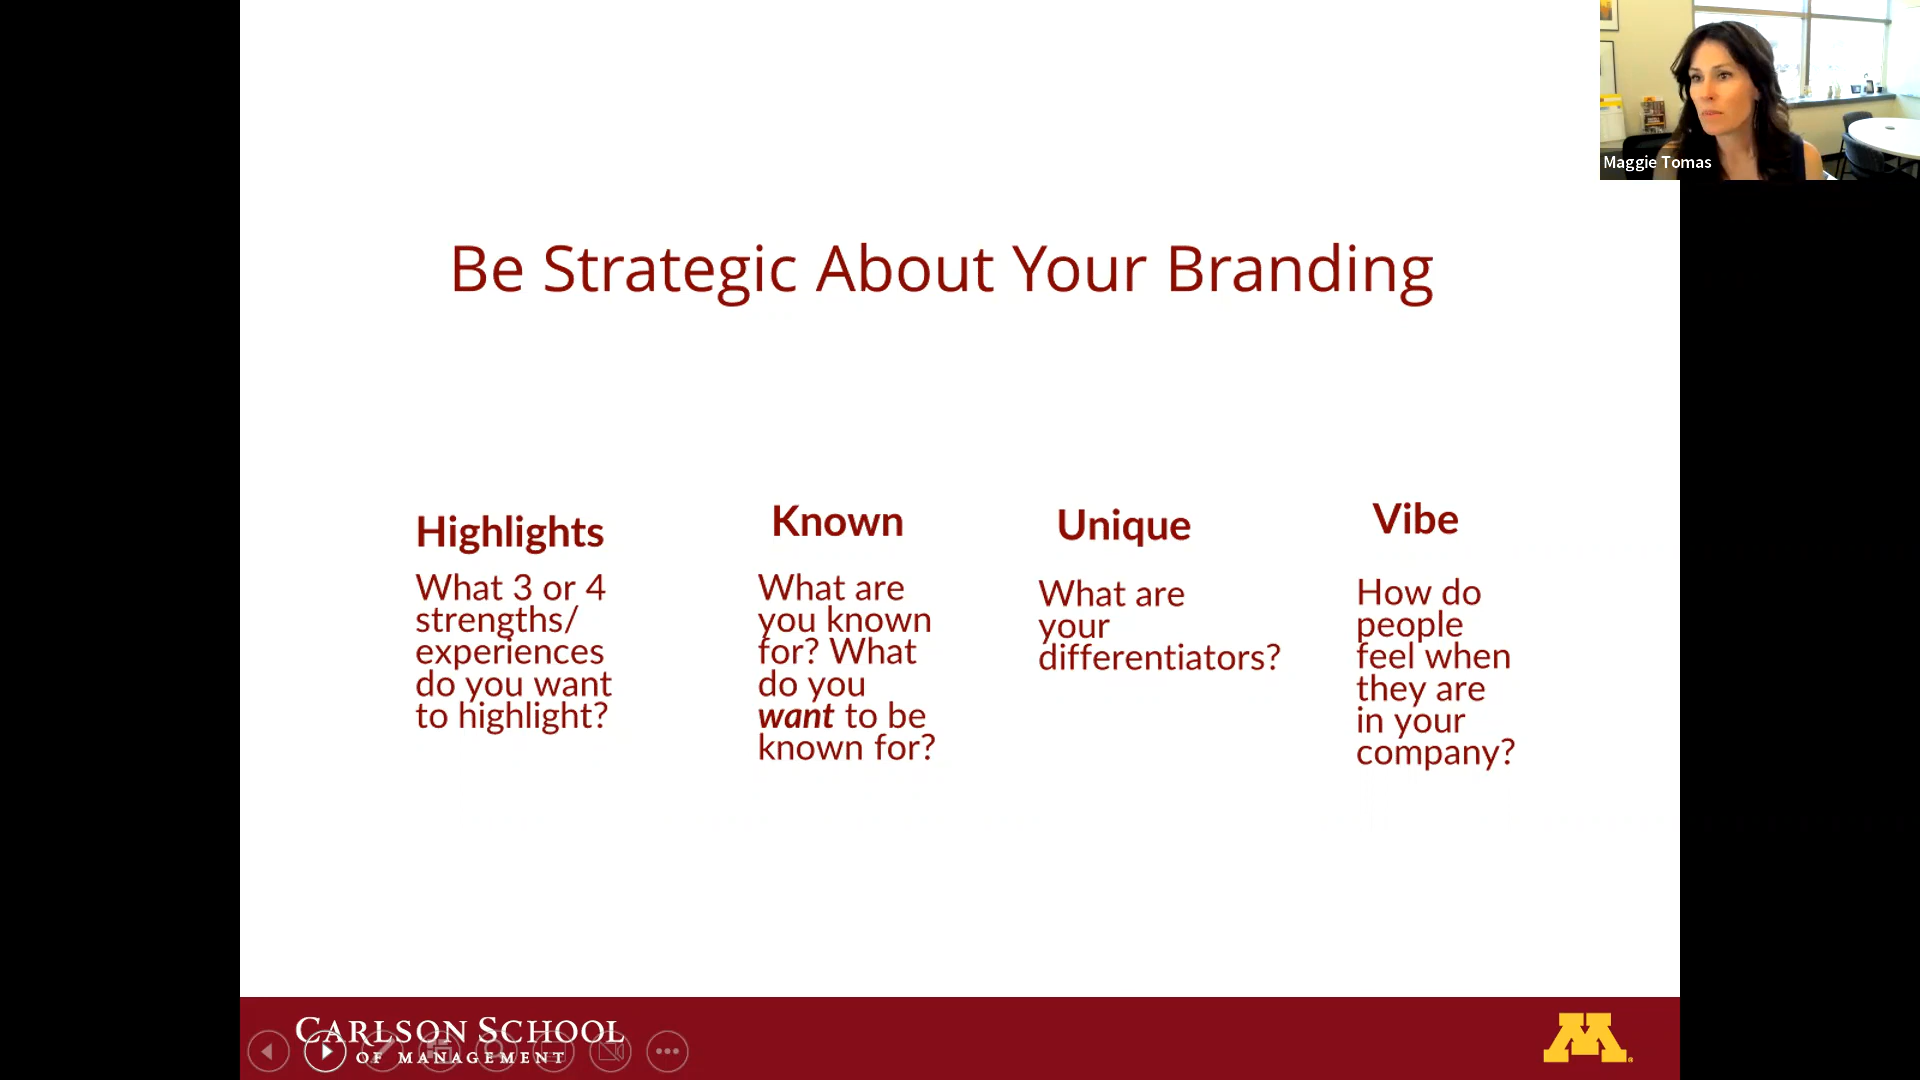 Maggie Tomas
Be Strategic About Your Branding
Highlights
What 3 or 4
strengths/
experiences
do you want
to highlight?
Known
What are
you known
for? What
do you
want to be
known for?
Unique
What are
your
differentiators?
Vibe
How do
people
feel when
they are
in your
company?
CARLSON SCHOOL
OF MANAGEMENT
M